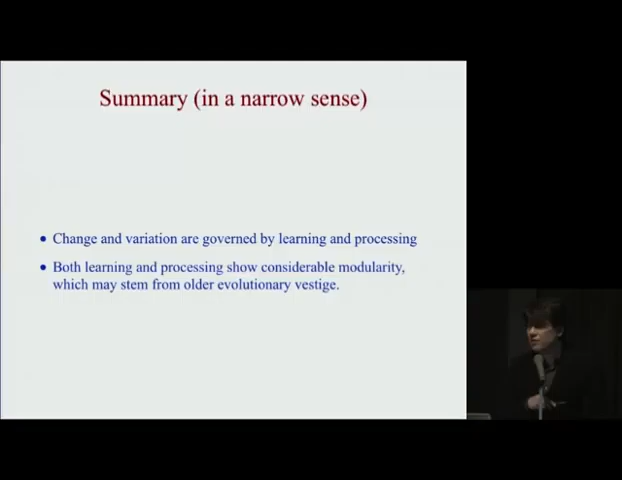 Summary (in a narrow sense)
• Change and variation are governed by learning and processing
• Both learning and processing show considerable modularity,
which may stem from older evolutionary vestige.